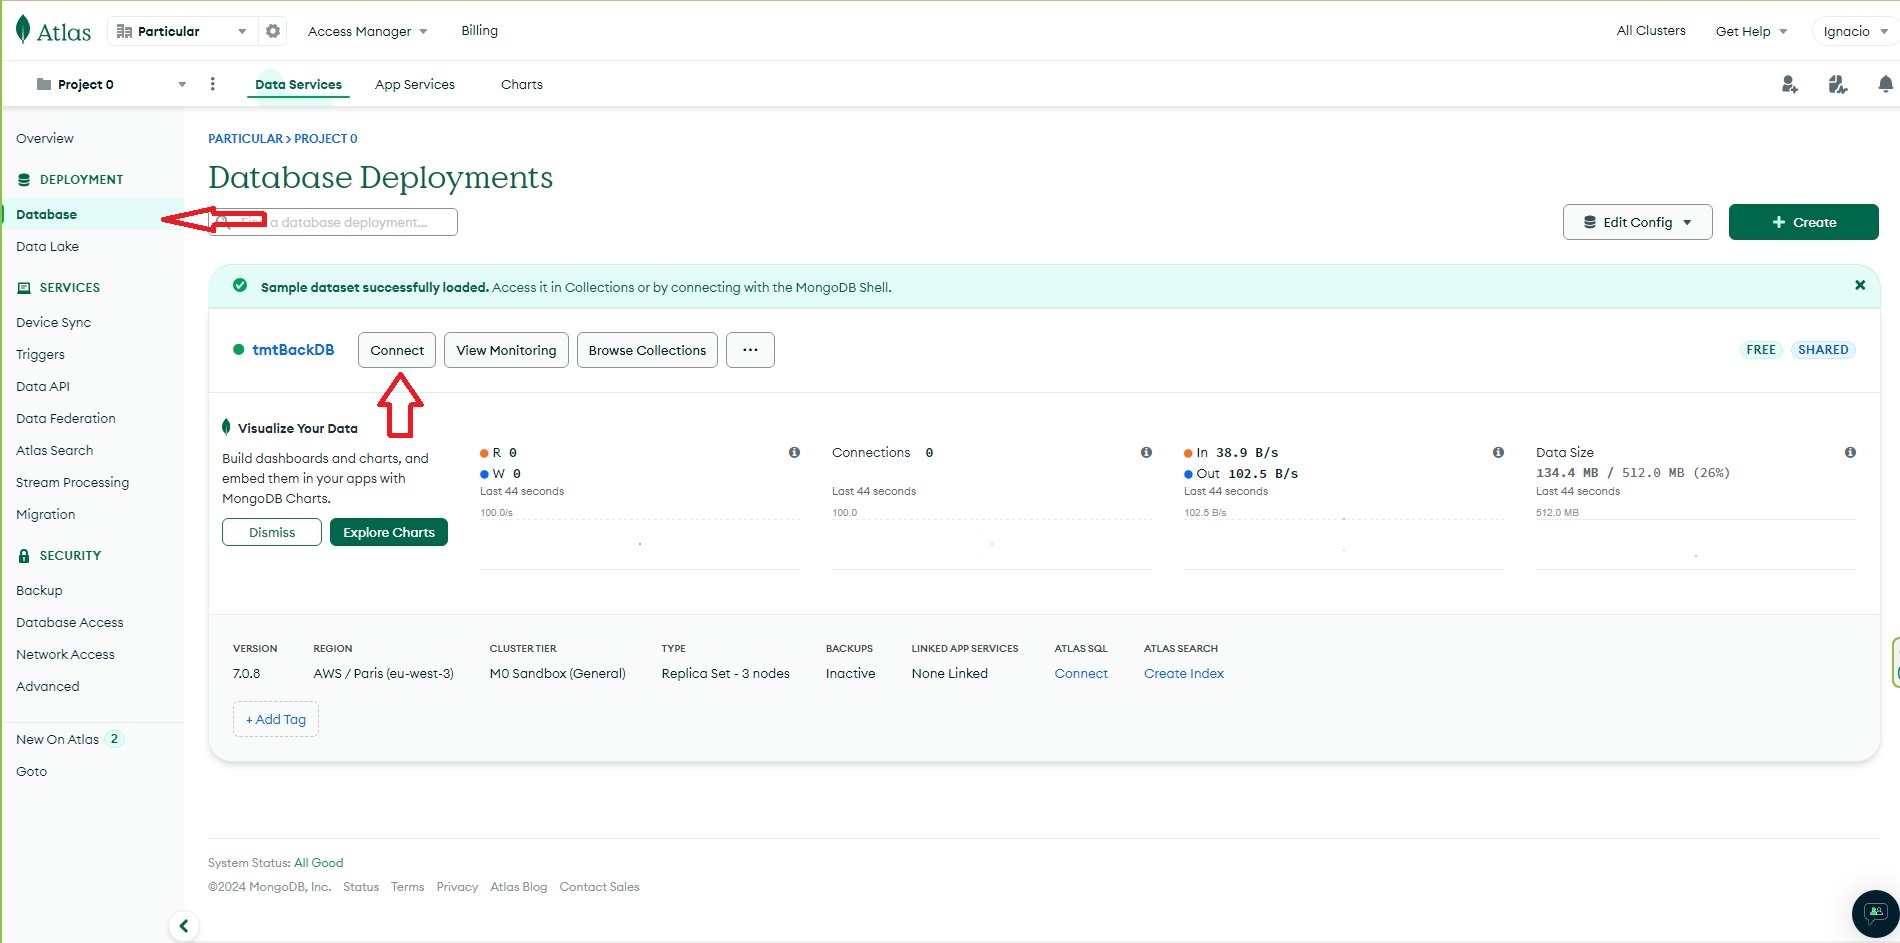 Atlas Particular Access Manager Billing All Clusters Get Help Ignacio
Project 0 Data Services App Services Charts
Overview
DEPLOYMENT
Database
Data Lake
SERVICES
Device Sync
Triggers
Data API
Data Federation
Atlas Search
Stream Processing
Migration
SECURITY
Backup
Database Access
Network Access
Advanced
New On Atlas 2
Goto
PARTICULAR > PROJECT 0
Database Deployments
a database deployment...
Edit Config + Create
Sample dataset successfully loaded. Access it in Collections or by connecting with the MongoDB Shell.
tmtBackDB Connect View Monitoring Browse Collections ... FREE SHARED
Visualize Your Data
Build dashboards and charts, and
embed them in your apps with
MongoDB Charts.
Dismiss Explore Charts
R 0
W 0
Last 44 seconds
100.0/s
Connections 0
Last 44 seconds
100.0
In 38.9 B/s
Out 102.5 B/s
Last 44 seconds
102.5 B/s
Data Size
134.4 MB / 512.0 MB (26%)
Last 44 seconds
512.0 MB
VERSION REGION CLUSTER TIER TYPE BACKUPS LINKED APP SERVICES ATLAS SQL ATLAS SEARCH
7.0.8 AWS / Paris (eu-west-3) M0 Sandbox (General) Replica Set - 3 nodes Inactive None Linked Connect Create Index
+ Add Tag
System Status: All Good
©2024 MongoDB, Inc. Status Terms Privacy Atlas Blog Contact Sales